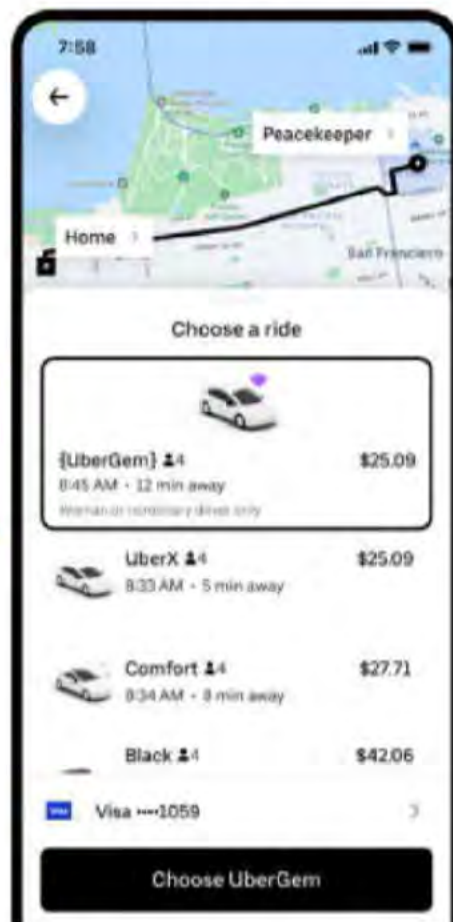 7:58
Peacekeeper
Home
San Francisco
Choose a ride
{UberGem} 4
$25.09
8:45 AM • 12 min away
Woman or nonbinary driver only
UberX 4
$25.09
8:33 AM • 5 min away
Comfort 4
$27.71
8:34 AM • 8 min away
Black 4
$42.06
VISA
Visa ••••1059
Choose UberGem